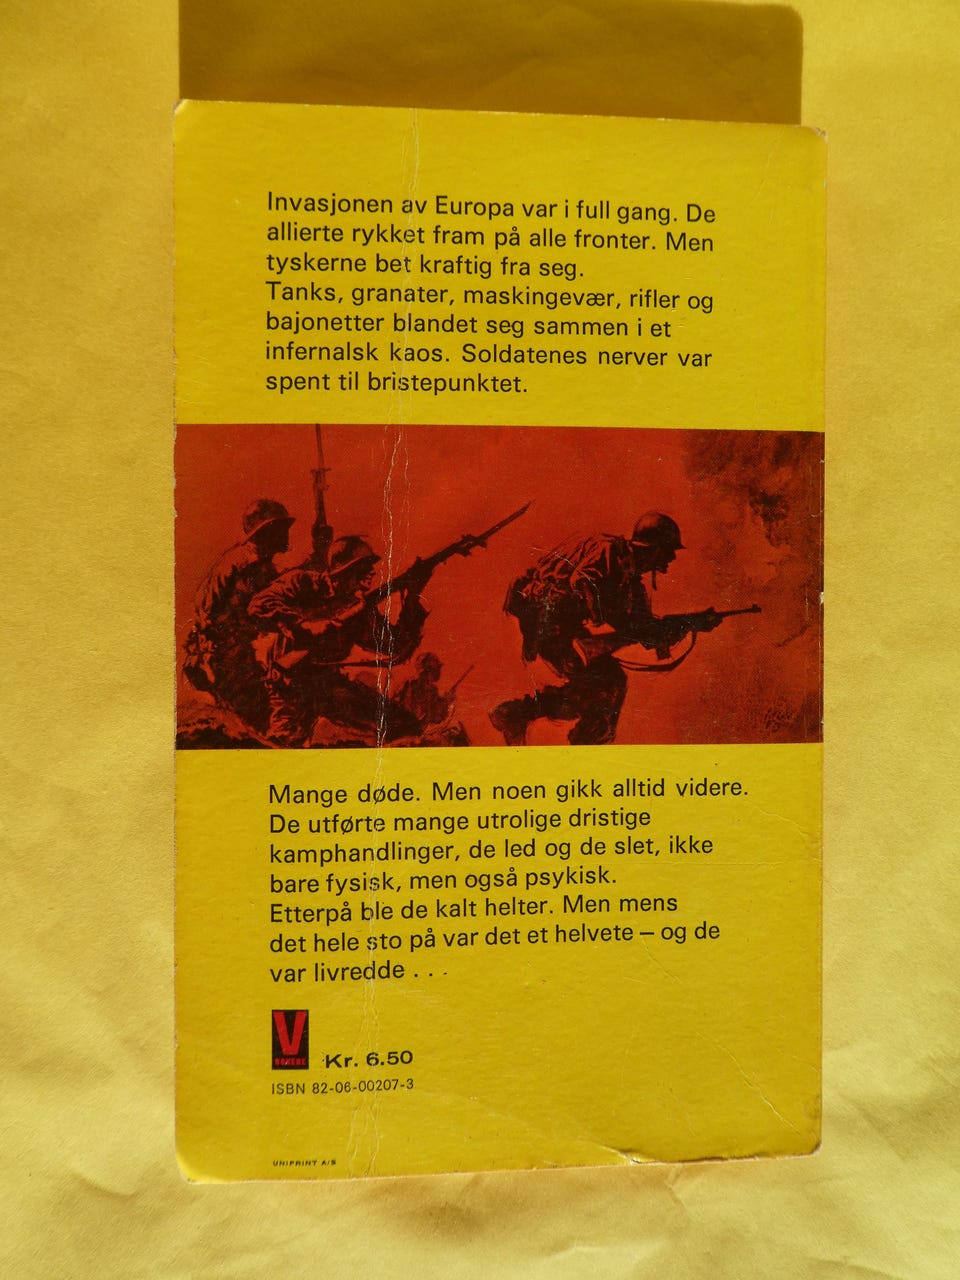 Invasjonen av Europa var i full gang. De
allierte rykket fram på alle fronter. Men
tyskerne bet kraftig fra seg.
Tanks, granater, maskingevær, rifler og
bajonetter blandet seg sammen i et
infernalsk kaos. Soldatenes nerver var
spent til bristepunktet.
Mange døde. Men noen gikk alltid videre.
De utførte mange utrolige dristige
kamphandlinger, de led og de slet, ikke
bare fysisk, men også psykisk.
Etterpå ble de kalt helter. Men mens
det hele sto på var det et helvete – og de
var livredde . . .
V
BØKENE
Kr. 6.50
ISBN 82-06-00207-3
UNIPRINT A/S